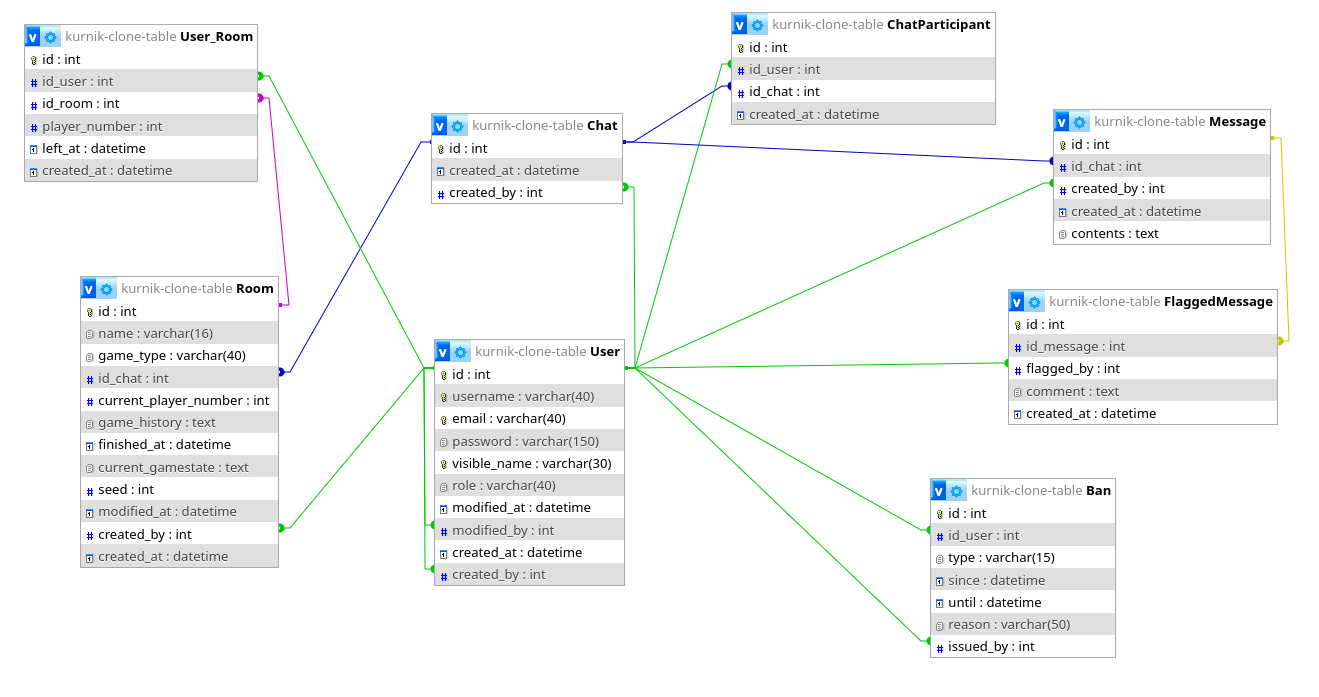 v kurnik-clone-table User_Room
id : int
id_user : int
id_room : int
player_number : int
left_at : datetime
created_at : datetime
v kurnik-clone-table Room
id : int
name : varchar(16)
game_type : varchar(40)
id_chat : int
current_player_number : int
game_history : text
finished_at : datetime
current_gamestate : text
seed : int
modified_at : datetime
created_by : int
created_at : datetime
v kurnik-clone-table Chat
id : int
created_at : datetime
created_by : int
v kurnik-clone-table User
id : int
username : varchar(40)
email : varchar(40)
password : varchar(150)
visible_name : varchar(30)
role : varchar(40)
modified_at : datetime
modified_by : int
created_at : datetime
created_by : int
v kurnik-clone-table ChatParticipant
id : int
id_user : int
id_chat : int
created_at : datetime
v kurnik-clone-table Message
id : int
id_chat : int
created_by : int
created_at : datetime
contents : text
v kurnik-clone-table FlaggedMessage
id : int
id_message : int
flagged_by : int
comment : text
created_at : datetime
v kurnik-clone-table Ban
id : int
id_user : int
type : varchar(15)
since : datetime
until : datetime
reason : varchar(50)
issued_by : int